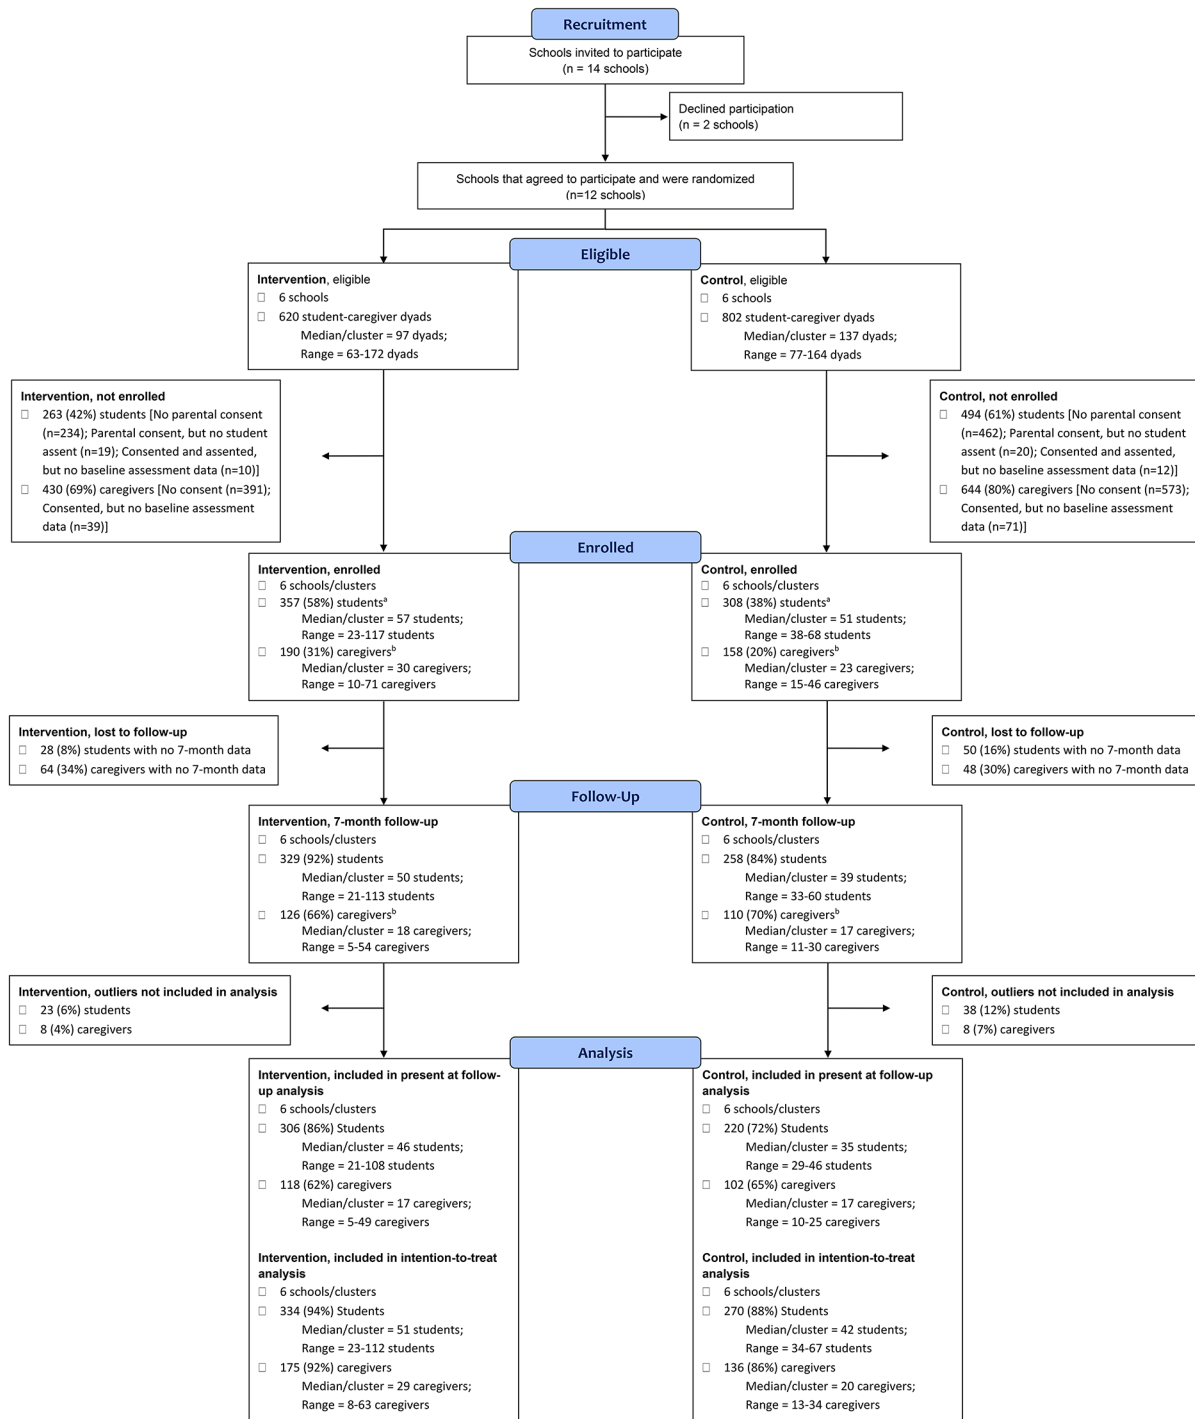 Recruitment
Schools invited to participate
(n = 14 schools)
Declined participation
(n = 2 schools)
Schools that agreed to participate and were randomized
(n=12 schools)
Eligible
Intervention, eligible
6 schools
620 student-caregiver dyads
Median/cluster = 97 dyads;
Range = 63-172 dyads
Control, eligible
6 schools
802 student-caregiver dyads
Median/cluster = 137 dyads;
Range = 77-164 dyads
Intervention, not enrolled
263 (42%) students [No parental consent
(n=234); Parental consent, but no student
assent (n=19); Consented and assented,
but no baseline assessment data (n=10)]
430 (69%) caregivers [No consent (n=391);
Consented, but no baseline assessment
data (n=39)]
Control, not enrolled
494 (61%) students [No parental consent
(n=462); Parental consent, but no student
assent (n=20); Consented and assented,
but no baseline assessment data (n=12)]
644 (80%) caregivers [No consent (n=573);
Consented, but no baseline assessment
data (n=71)]
Enrolled
Intervention, enrolled
6 schools/clusters
357 (58%) studentsᵃ
Median/cluster = 57 students;
Range = 23-117 students
190 (31%) caregiversᵇ
Median/cluster = 30 caregivers;
Range = 10-71 caregivers
Control, enrolled
6 schools/clusters
308 (38%) studentsᵃ
Median/cluster = 51 students;
Range = 38-68 students
158 (20%) caregiversᵇ
Median/cluster = 23 caregivers;
Range = 15-46 caregivers
Intervention, lost to follow-up
28 (8%) students with no 7-month data
64 (34%) caregivers with no 7-month data
Control, lost to follow-up
50 (16%) students with no 7-month data
48 (30%) caregivers with no 7-month data
Follow-Up
Intervention, 7-month follow-up
6 schools/clusters
329 (92%) students
Median/cluster = 50 students;
Range = 21-113 students
126 (66%) caregiversᵇ
Median/cluster = 18 caregivers;
Range = 5-54 caregivers
Control, 7-month follow-up
6 schools/clusters
258 (84%) students
Median/cluster = 39 students;
Range = 33-60 students
110 (70%) caregiversᵇ
Median/cluster = 17 caregivers;
Range = 11-30 caregivers
Intervention, outliers not included in analysis
23 (6%) students
8 (4%) caregivers
Control, outliers not included in analysis
38 (12%) students
8 (7%) caregivers
Analysis
Intervention, included in present at follow-
up analysis
6 schools/clusters
306 (86%) Students
Median/cluster = 46 students;
Range = 21-108 students
118 (62%) caregivers
Median/cluster = 17 caregivers;
Range = 5-49 caregivers
Intervention, included in intention-to-treat
analysis
6 schools/clusters
334 (94%) Students
Median/cluster = 51 students;
Range = 23-112 students
175 (92%) caregivers
Median/cluster = 29 caregivers;
Range = 8-63 caregivers
Control, included in present at follow-up
analysis
6 schools/clusters
220 (72%) Students
Median/cluster = 35 students;
Range = 29-46 students
102 (65%) caregivers
Median/cluster = 17 caregivers;
Range = 10-25 caregivers
Control, included in intention-to-treat
analysis
6 schools/clusters
270 (88%) Students
Median/cluster = 42 students;
Range = 34-67 students
136 (86%) caregivers
Median/cluster = 20 caregivers;
Range = 13-34 caregivers